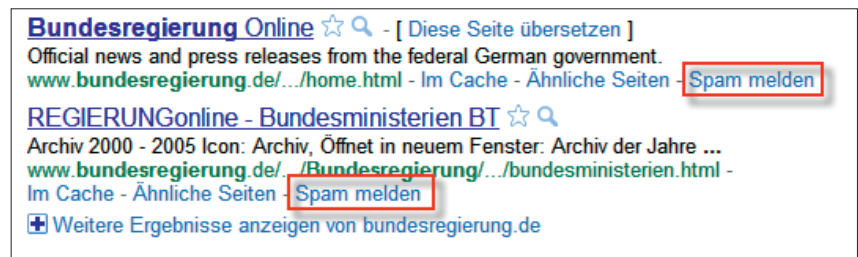 Bundesregierung Online - [ Diese Seite übersetzen ]
Official news and press releases from the federal German government.
www.bundesregierung.de/.../home.html - Im Cache - Ähnliche Seiten - Spam melden
REGIERUNGonline - Bundesministerien BT
Archiv 2000 - 2005 Icon: Archiv, Öffnet in neuem Fenster: Archiv der Jahre ...
www.bundesregierung.de/.../Bundesregierung/.../bundesministerien.html -
Im Cache - Ähnliche Seiten - Spam melden
Weitere Ergebnisse anzeigen von bundesregierung.de